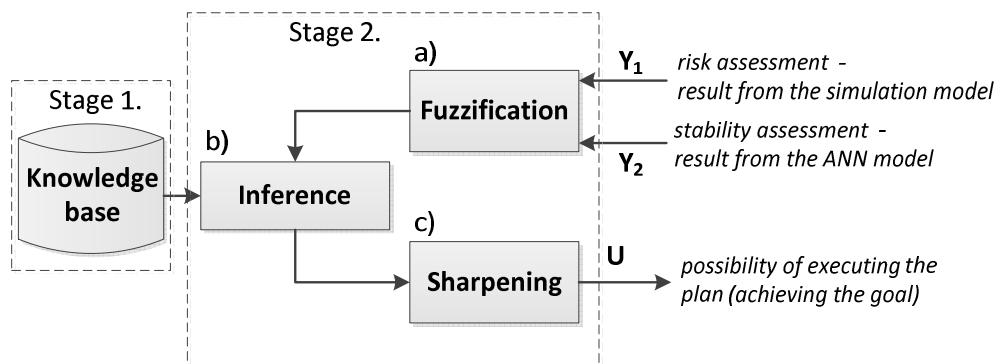 Stage 2.
a)
Y1
risk assessment -
result from the simulation model
Stage 1.
Fuzzification
stability assessment -
result from the ANN model
Y2
b)
Knowledge
base
Inference
c)
Sharpening
U
possibility of executing the
plan (achieving the goal)